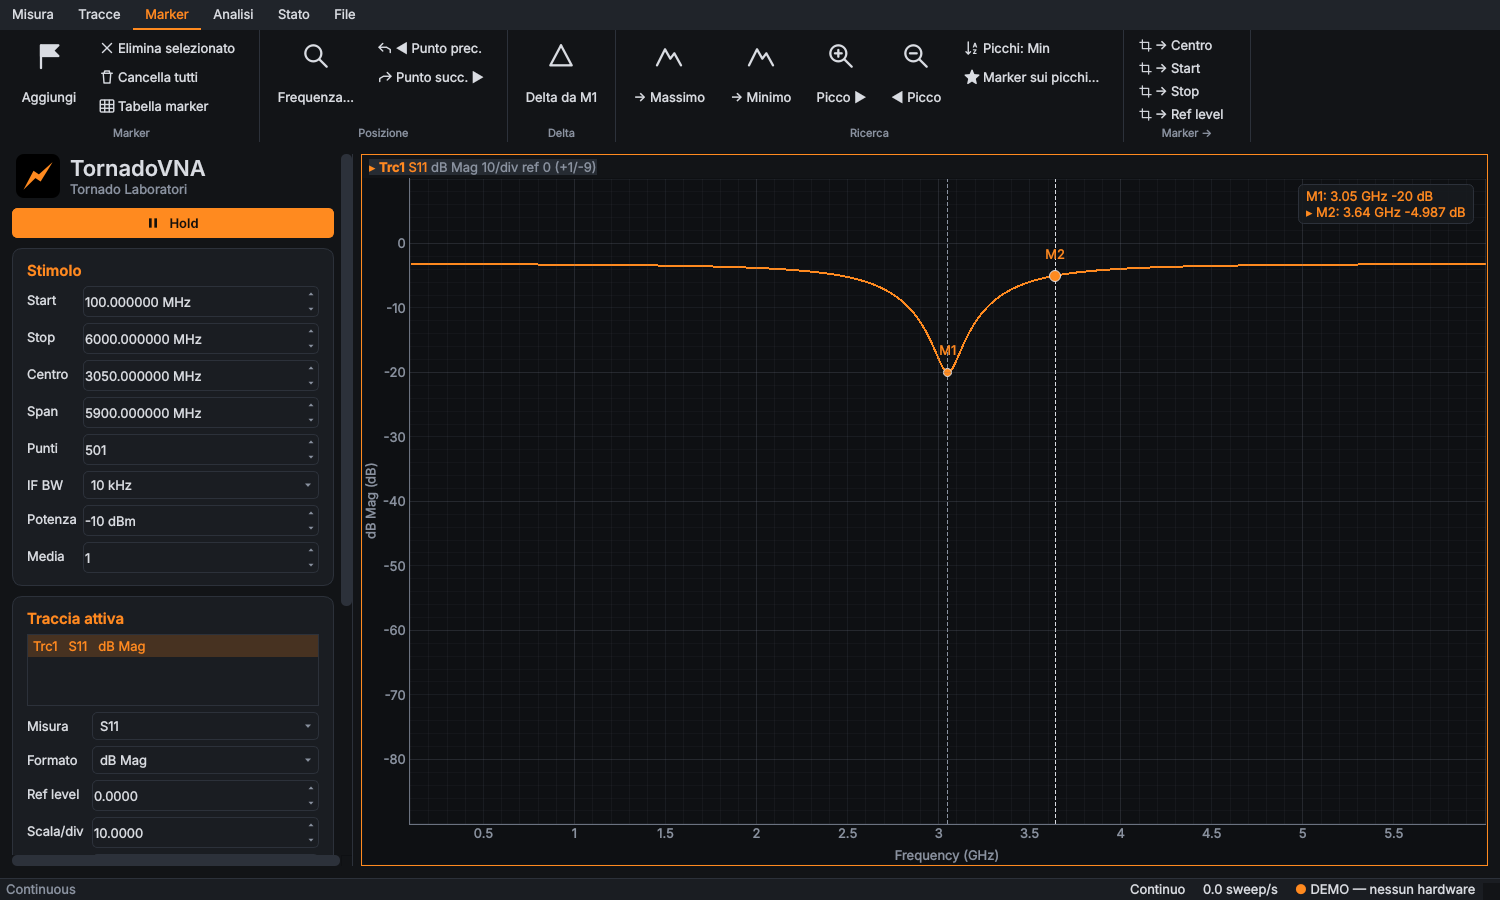 Misura Tracce Marker Analisi Stato File
Aggiungi
Elimina selezionato
Cancella tutti
Tabella marker
Marker
Frequenza...
◀ Punto prec.
Punto succ. ▶
Posizione
Delta da M1
Delta
→ Massimo
→ Minimo
Picco ▶
◀ Picco
Picchi: Min
Marker sui picchi...
Ricerca
→ Centro
→ Start
→ Stop
→ Ref level
Marker →
TornadoVNA
Tornado Laboratori
Hold
Stimolo
Start 100.000000 MHz
Stop 6000.000000 MHz
Centro 3050.000000 MHz
Span 5900.000000 MHz
Punti 501
IF BW 10 kHz
Potenza -10 dBm
Media 1
Traccia attiva
Trc1 S11 dB Mag
Misura S11
Formato dB Mag
Ref level 0.0000
Scala/div 10.0000
▸ Trc1 S11 dB Mag 10/div ref 0 (+1/-9)
M1: 3.05 GHz -20 dB
▸ M2: 3.64 GHz -4.987 dB
M2
M1
0
-10
-20
-30
-40
-50
-60
-70
-80
dB Mag (dB)
0.5 1 1.5 2 2.5 3 3.5 4 4.5 5 5.5
Frequency (GHz)
Continuous
Continuo 0.0 sweep/s DEMO — nessun hardware